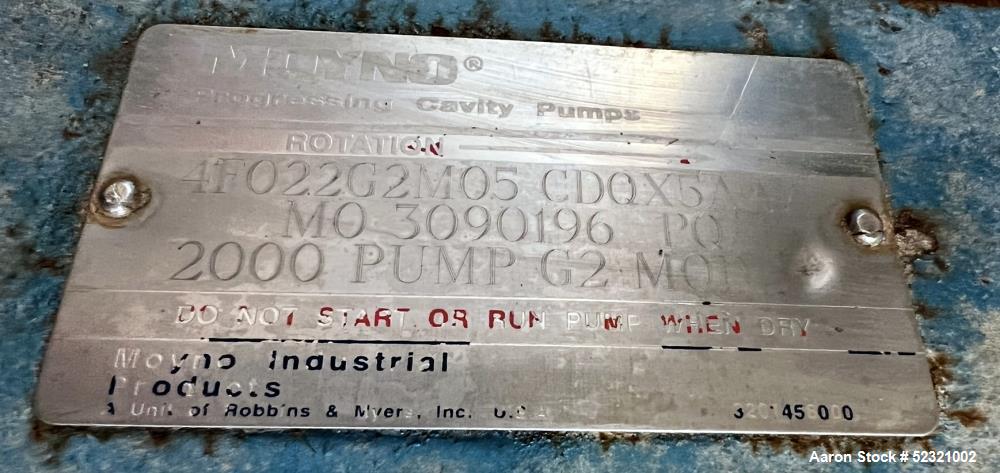 MOYNO®
Progressing Cavity Pumps
ROTATION
4F022G2M05
MO 3090196 PQ
2000 PUMP G2
DO NOT START OR RUN PUMP WHEN DRY
Moyno Industrial
Products
A Unit of Robbins & Myers, Inc. U.S.A
Aaron Stock # 52321002